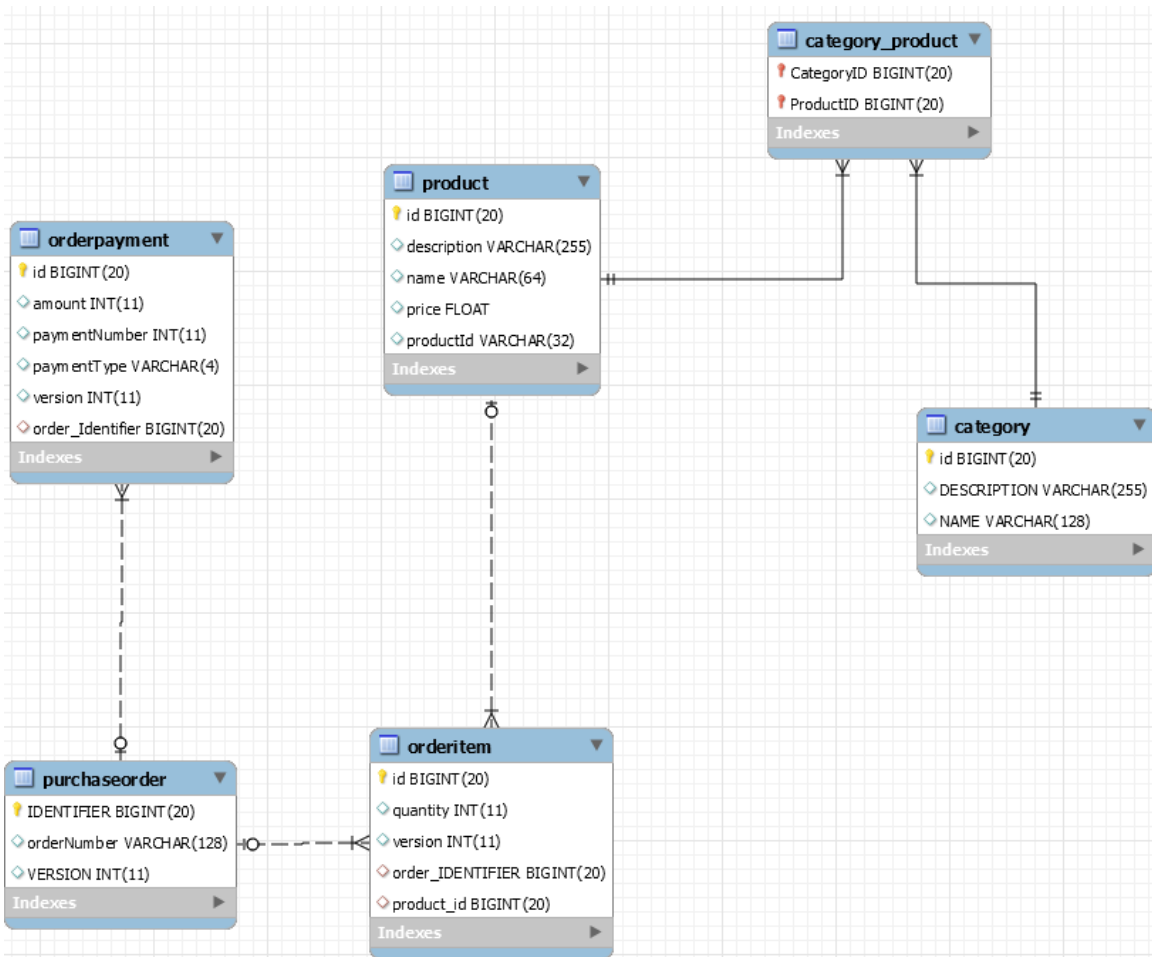 category_product
CategoryID BIGINT(20)
ProductID BIGINT(20)
Indexes
product
id BIGINT(20)
description VARCHAR(255)
name VARCHAR(64)
price FLOAT
productId VARCHAR(32)
Indexes
orderpayment
id BIGINT(20)
amount INT(11)
paymentNumber INT(11)
paymentType VARCHAR(4)
version INT(11)
order_Identifier BIGINT(20)
Indexes
category
id BIGINT(20)
DESCRIPTION VARCHAR(255)
NAME VARCHAR(128)
Indexes
purchaseorder
IDENTIFIER BIGINT(20)
orderNumber VARCHAR(128)
VERSION INT(11)
Indexes
orderitem
id BIGINT(20)
quantity INT(11)
version INT(11)
order_IDENTIFIER BIGINT(20)
product_id BIGINT(20)
Indexes